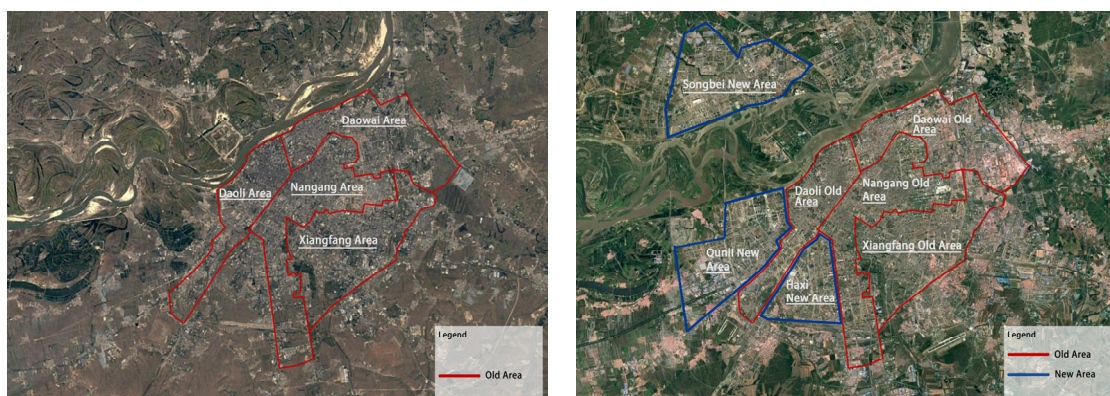 Daowai Area
Nangang Area
Daoli Area
Xiangfang Area
Legend
Old Area
Songbei New Area
Daowai Old
Area
Nangang Old
Area
Daoli Old
Area
Xiangfang Old Area
Qunli New
Area
Haxi
New Area
Legend
Old Area
New Area